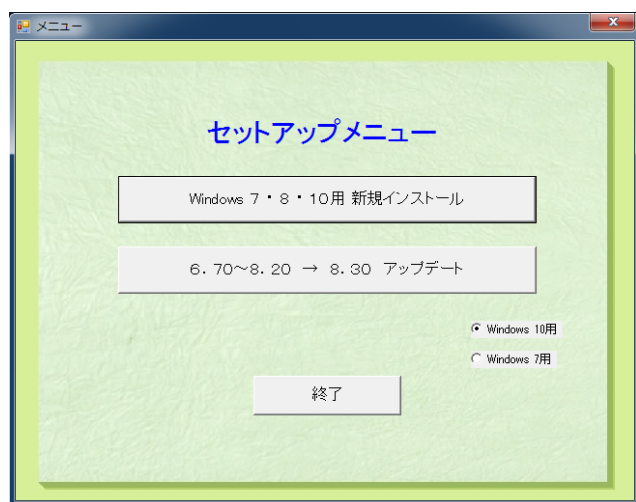 メニュー
セットアップメニュー
Windows 7・8・10用 新規インストール
6.70～8.20 → 8.30 アップデート
Windows 10用
Windows 7用
終了